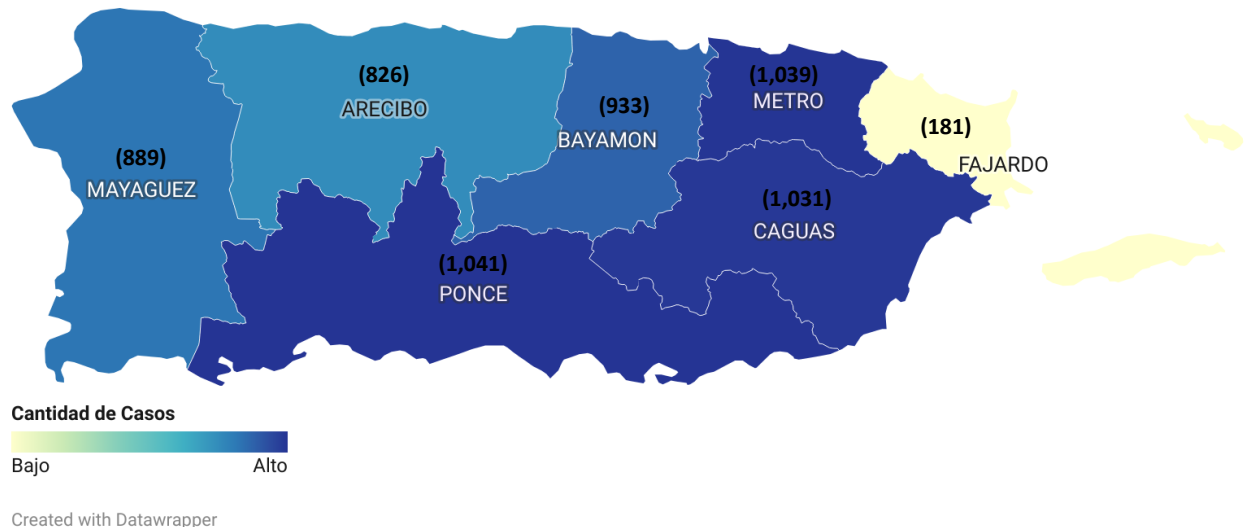 (826)
ARECIBO
(1,039)
METRO
(933)
BAYAMON
(181)
FAJARDO
(889)
MAYAGUEZ
(1,031)
CAGUAS
(1,041)
PONCE
Cantidad de Casos
Bajo Alto
Created with Datawrapper